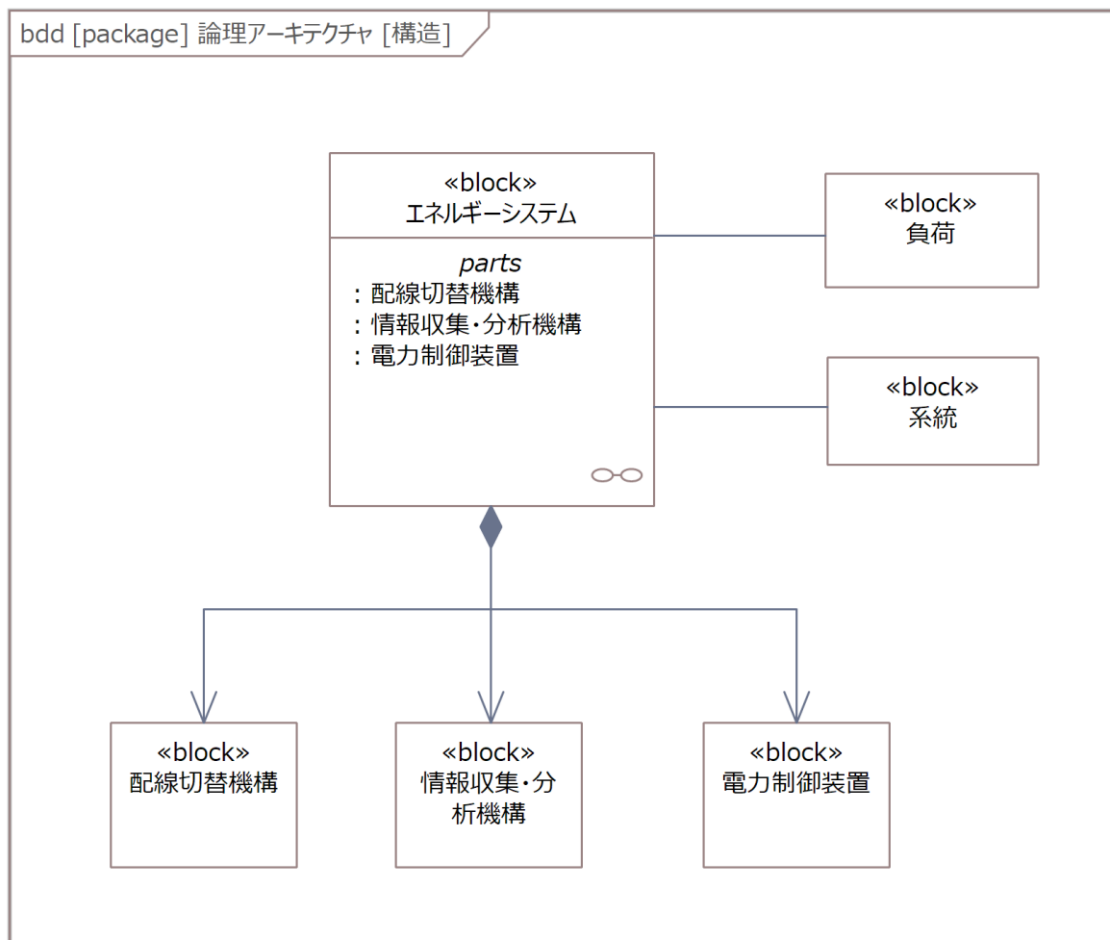 bdd [package] 論理アーキテクチャ [構造]
«block»
エネルギーシステム
parts
: 配線切替機構
: 情報収集・分析機構
: 電力制御装置
«block»
負荷
«block»
系統
«block»
配線切替機構
«block»
情報収集・分
析機構
«block»
電力制御装置